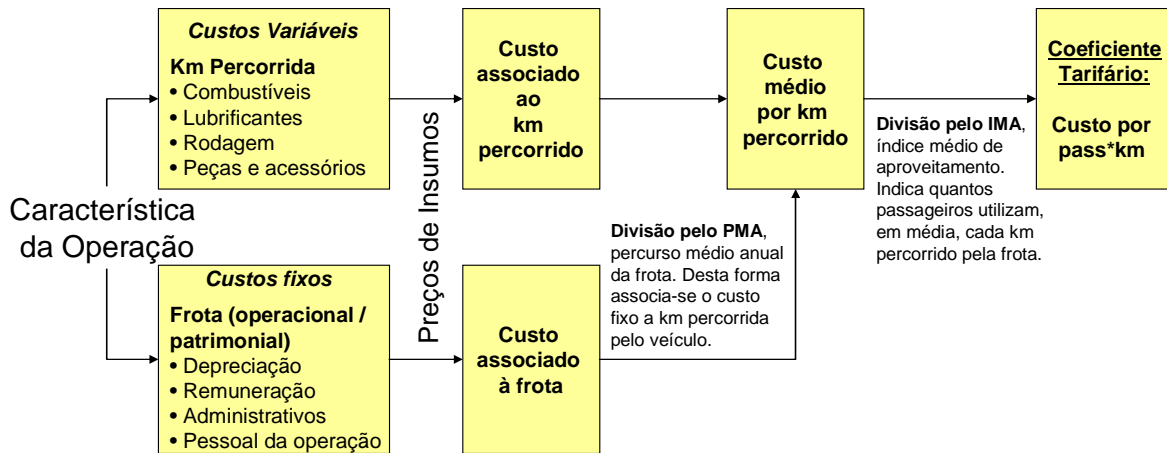 Custos Variáveis
Km Percorrida
• Combustíveis
• Lubrificantes
• Rodagem
• Peças e acessórios
Custo
associado
ao
km
percorrido
Custo
médio
por km
percorrido
Coeficiente
Tarifário:
Custo por
pass*km
Divisão pelo IMA,
índice médio de
aproveitamento.
Indica quantos
passageiros utilizam,
em média, cada km
percorrido pela frota.
Característica
da Operação
Preços de Insumos
Divisão pelo PMA,
percurso médio anual
da frota. Desta forma
associa-se o custo
fixo a km percorrida
pelo veículo.
Custos fixos
Frota (operacional /
patrimonial)
• Depreciação
• Remuneração
• Administrativos
• Pessoal da operação
Custo
associado
à frota